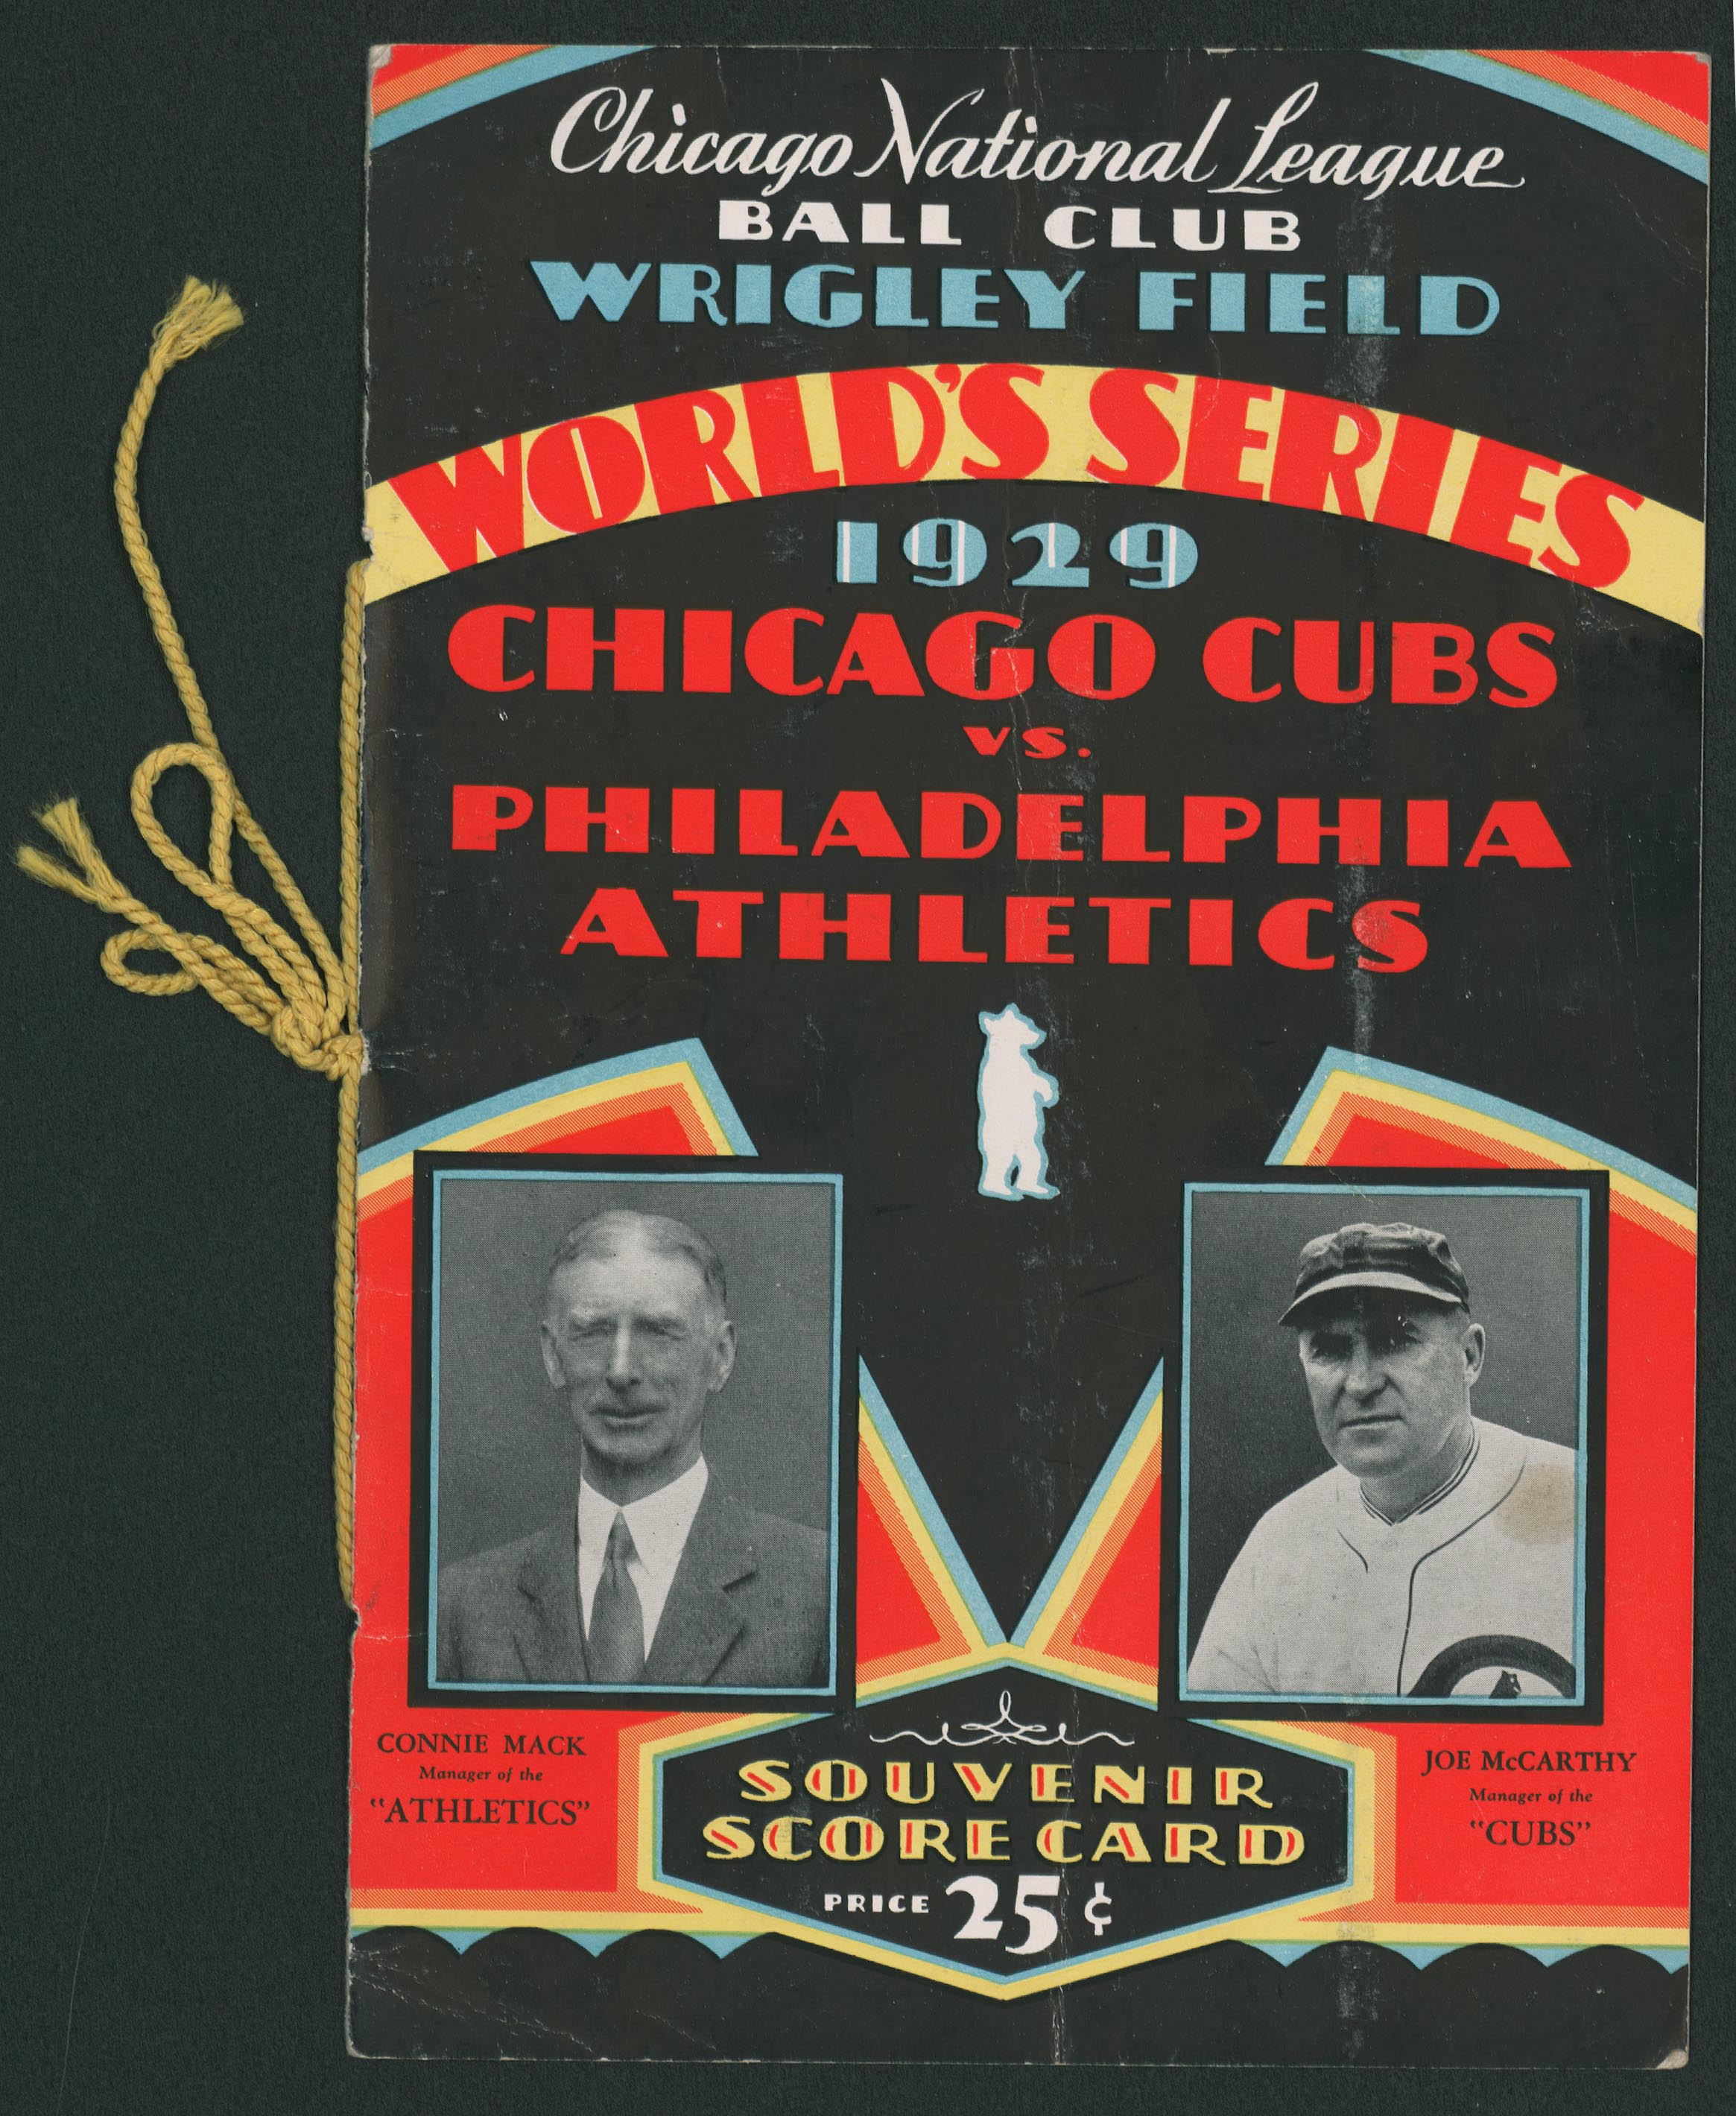 Chicago National League
BALL CLUB
WRIGLEY FIELD
WORLD'S SERIES
1929
CHICAGO CUBS
vs.
PHILADELPHIA
ATHLETICS
CONNIE MACK
Manager of the
"ATHLETICS"
JOE McCARTHY
Manager of the
"CUBS"
SOUVENIR
SCORE CARD
PRICE 25¢